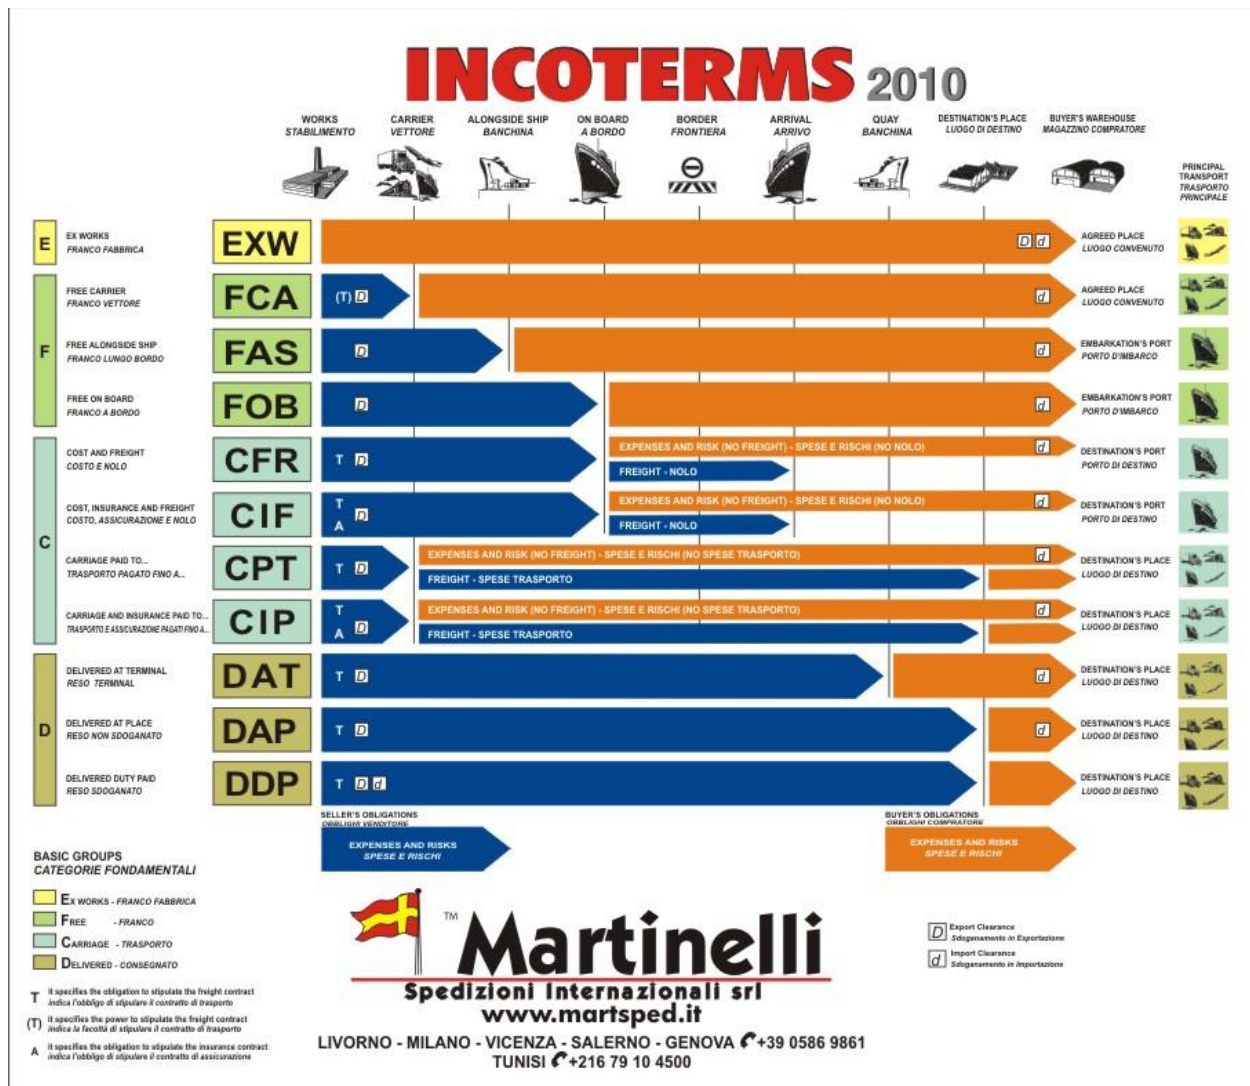 INCOTERMS 2010
WORKS
STABILIMENTO
CARRIER
VETTORE
ALONGSIDE SHIP
BANCHINA
ON BOARD
A BORDO
BORDER
FRONTIERA
ARRIVAL
ARRIVO
QUAY
BANCHINA
DESTINATION'S PLACE
LUOGO DI DESTINO
BUYER'S WAREHOUSE
MAGAZZINO COMPRATORE
PRINCIPAL
TRANSPORT
TRASPORTO
PRINCIPALE
E
EX WORKS
FRANCO FABBRICA
EXW
D d
AGREED PLACE
LUOGO CONVENUTO
F
FREE CARRIER
FRANCO VETTORE
FCA
(T) D
d
AGREED PLACE
LUOGO CONVENUTO
FREE ALONGSIDE SHIP
FRANCO LUNGO BORDO
FAS
D
d
EMBARKATION'S PORT
PORTO D'IMBARCO
FREE ON BOARD
FRANCO A BORDO
FOB
D
d
EMBARKATION'S PORT
PORTO D'IMBARCO
C
COST AND FREIGHT
COSTO E NOLO
CFR
T D
EXPENSES AND RISK (NO FREIGHT) - SPESE E RISCHI (NO NOLO)
d
FREIGHT - NOLO
DESTINATION'S PORT
PORTO DI DESTINO
COST, INSURANCE AND FREIGHT
COSTO, ASSICURAZIONE E NOLO
CIF
T
A D
EXPENSES AND RISK (NO FREIGHT) - SPESE E RISCHI (NO NOLO)
d
FREIGHT - NOLO
DESTINATION'S PORT
PORTO DI DESTINO
CARRIAGE PAID TO...
TRASPORTO PAGATO FINO A...
CPT
T D
EXPENSES AND RISK (NO FREIGHT) - SPESE E RISCHI (NO SPESE TRASPORTO)
d
FREIGHT - SPESE TRASPORTO
DESTINATION'S PLACE
LUOGO DI DESTINO
CARRIAGE AND INSURANCE PAID TO...
TRASPORTO E ASSICURAZIONE PAGATI FINO A...
CIP
T
A D
EXPENSES AND RISK (NO FREIGHT) - SPESE E RISCHI (NO SPESE TRASPORTO)
d
FREIGHT - SPESE TRASPORTO
DESTINATION'S PLACE
LUOGO DI DESTINO
D
DELIVERED AT TERMINAL
RESO TERMINAL
DAT
T D
d
DESTINATION'S PLACE
LUOGO DI DESTINO
DELIVERED AT PLACE
RESO NON SDOGANATO
DAP
T D
d
DESTINATION'S PLACE
LUOGO DI DESTINO
DELIVERED DUTY PAID
RESO SDOGANATO
DDP
T D d
DESTINATION'S PLACE
LUOGO DI DESTINO
SELLER'S OBLIGATIONS
OBBLIGHI VENDITORE
EXPENSES AND RISKS
SPESE E RISCHI
BUYER'S OBLIGATIONS
OBBLIGHI COMPRATORE
EXPENSES AND RISKS
SPESE E RISCHI
BASIC GROUPS
CATEGORIE FONDAMENTALI
EX WORKS - FRANCO FABBRICA
FREE - FRANCO
CARRIAGE - TRASPORTO
DELIVERED - CONSEGNATO
T it specifies the obligation to stipulate the freight contract
indica l'obbligo di stipulare il contratto di trasporto
(T) it specifies the power to stipulate the freight contract
indica la facoltà di stipulare il contratto di trasporto
A it specifies the obligation to stipulate the insurance contract
indica l'obbligo di stipulare il contratto di assicurazione
TM
Martinelli
Spedizioni Internazionali srl
www.martsped.it
LIVORNO - MILANO - VICENZA - SALERNO - GENOVA +39 0586 9861
TUNISI +216 79 10 4500
D Export Clearance
Sdoganamento in Esportazione
d Import Clearance
Sdoganamento in Importazione